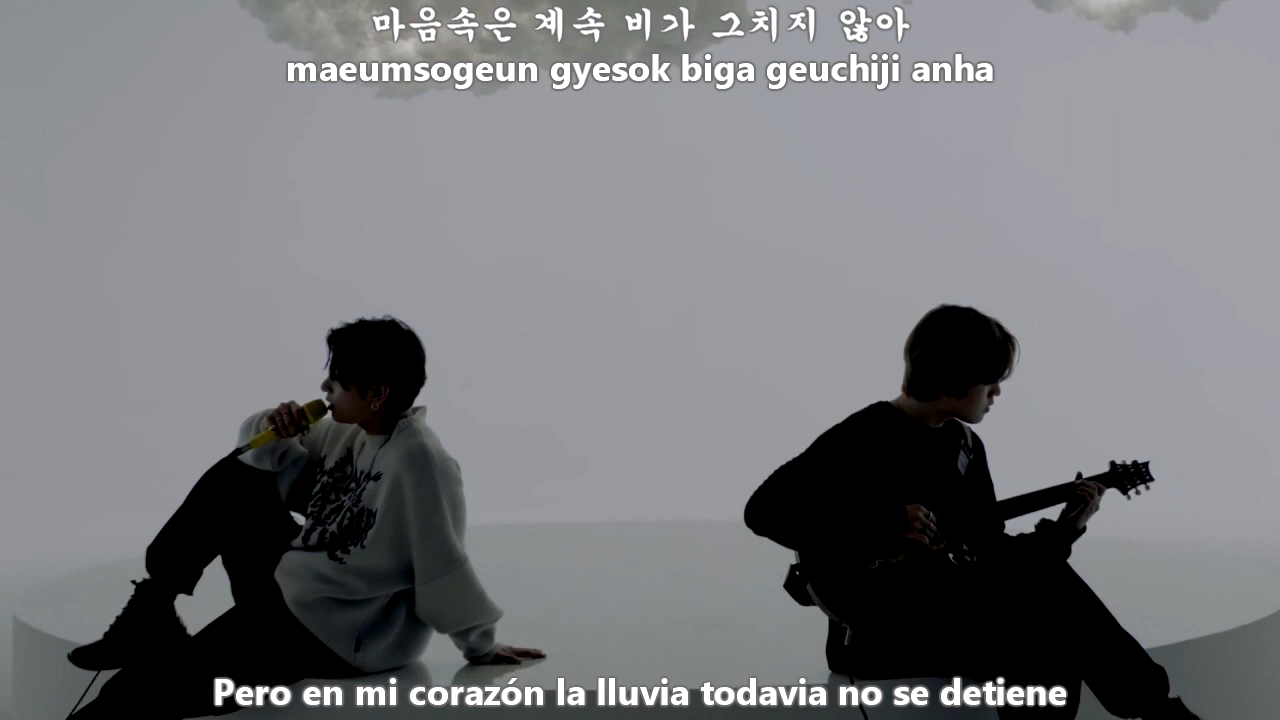 마음속은 계속 비가 그치지 않아
maeumsogeun gyesok biga geuchiji anha
Pero en mi corazón la lluvia todavia no se detiene